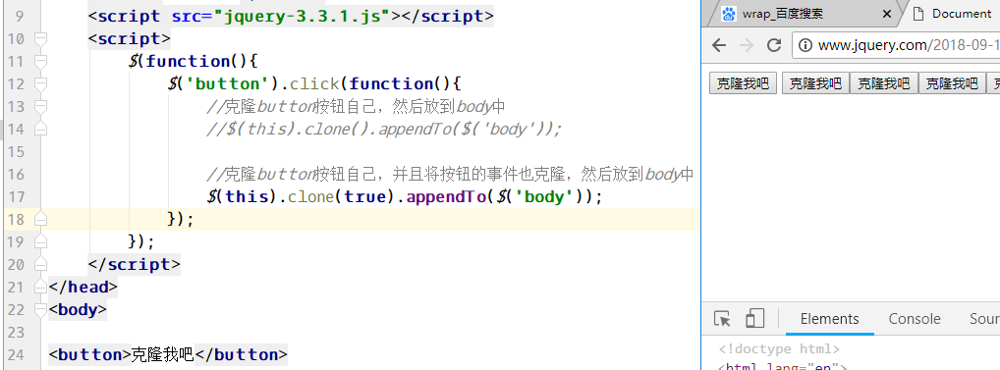 9 <script src="jquery-3.3.1.js"></script>
10 <script>
11 $(function(){
12 $('button').click(function(){
13 //克隆button按钮自己，然后放到body中
14 //$(this).clone().appendTo($('body'));
15
16 //克隆button按钮自己，并且将按钮的事件也克隆，然后放到body中
17 $(this).clone(true).appendTo($('body'));
18 });
19 });
20 </script>
21 </head>
22 <body>
23
24 <button>克隆我吧</button>
wrap_百度搜索 Document
www.jquery.com/2018-09-1
克隆我吧 克隆我吧 克隆我吧 克隆我吧
Elements Console Sour
<!doctype html>
<html lang="en">